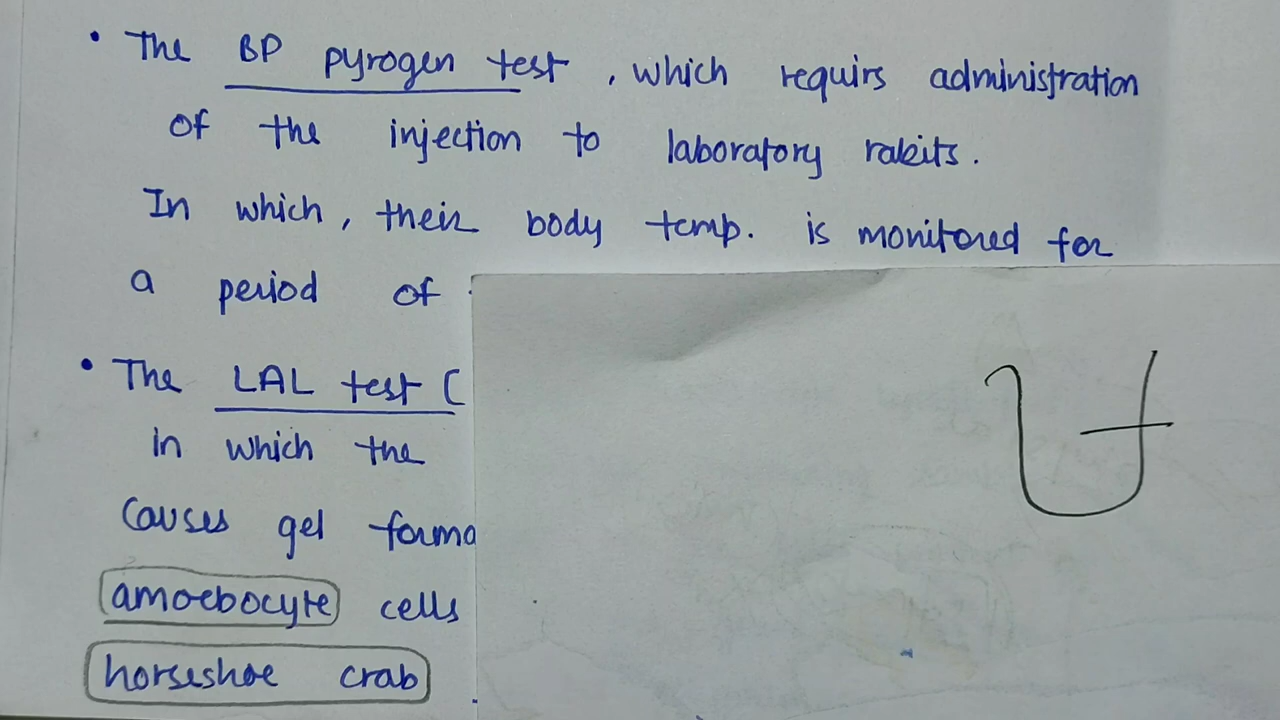 • The BP pyrogen test, which requirs administration
of the injection to laboratory rabits.
In which, their body temp. is monitored for
a period of
• The LAL test (
in which the
causes gel forma
amoebocyte cells
horseshoe crab